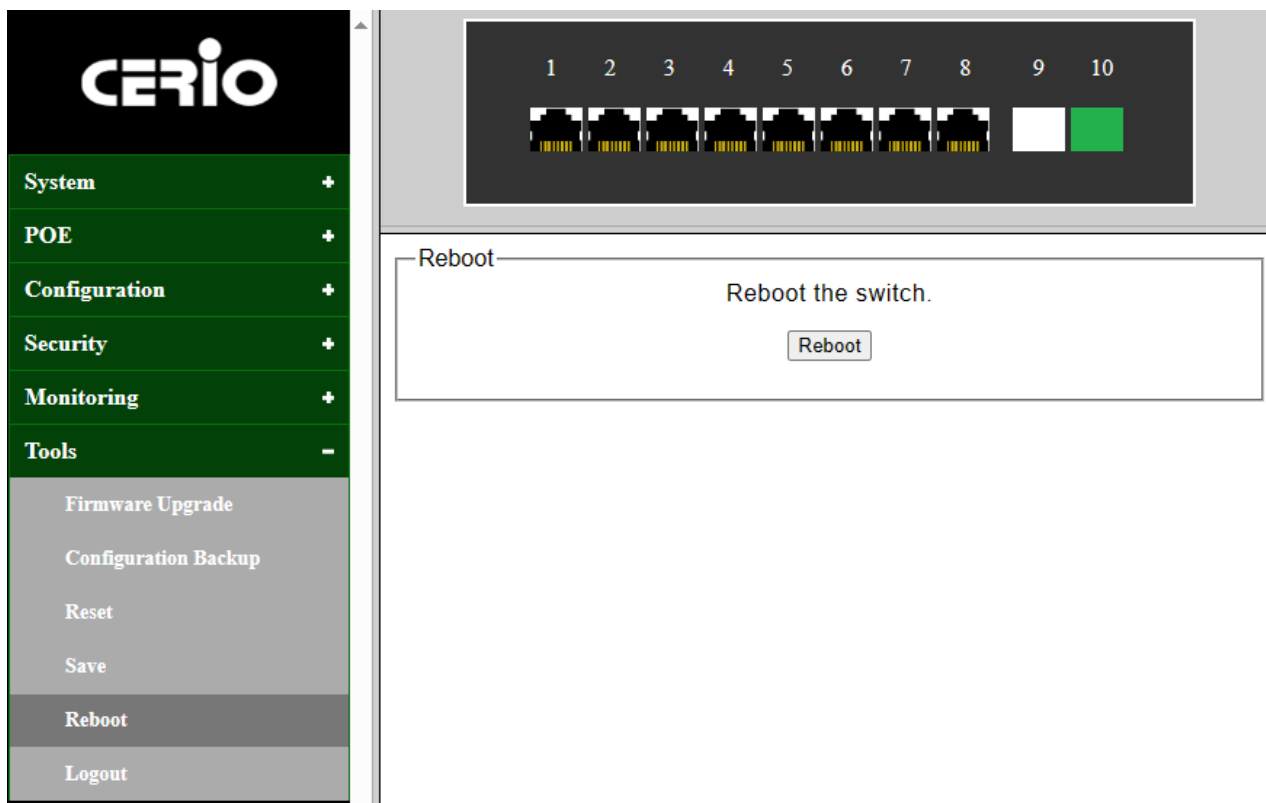 CERIO
System
POE
Configuration
Security
Monitoring
Tools
Firmware Upgrade
Configuration Backup
Reset
Save
Reboot
Logout
1 2 3 4 5 6 7 8 9 10
Reboot
Reboot the switch.
Reboot